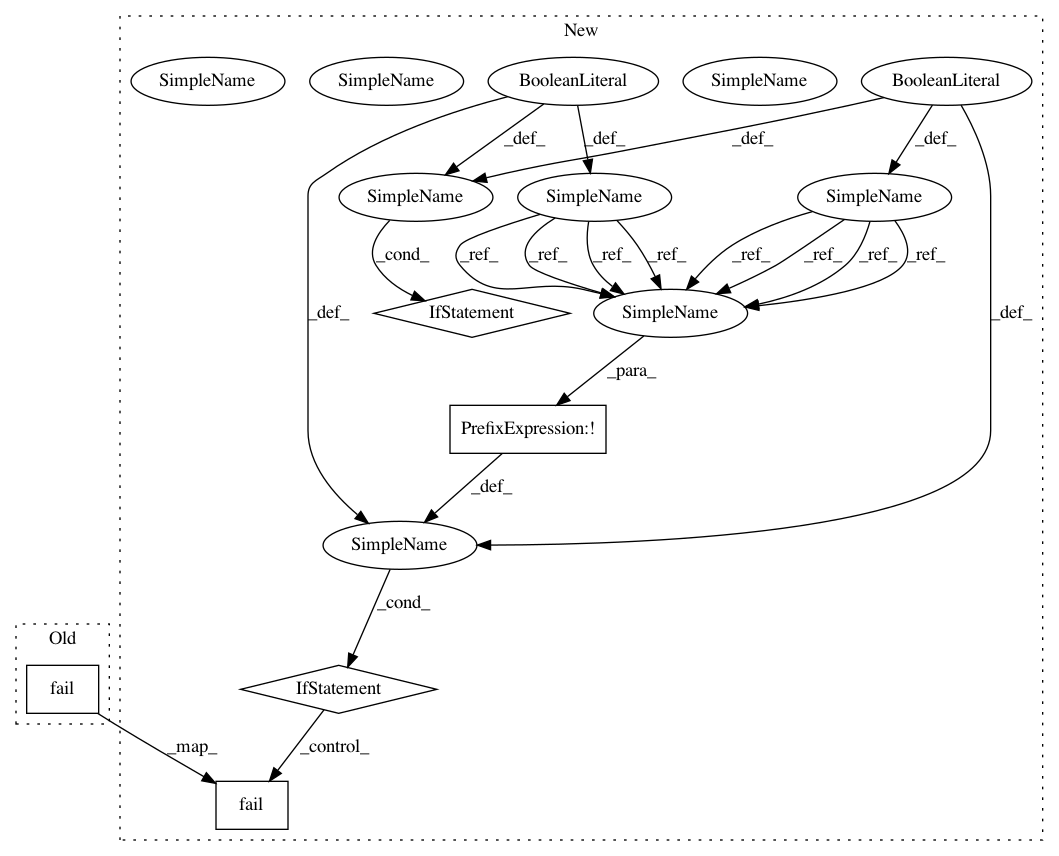 New
SimpleName
SimpleName
BooleanLiteral
SimpleName
BooleanLiteral
_def_
_def_
_def_
_def_
SimpleName
SimpleName
SimpleName
_cond_
_ref_
_ref_
_ref_
_ref_
_ref_
_ref_
_ref_
_ref_
_def_
IfStatement
SimpleName
_def_
_para_
PrefixExpression:!
_def_
SimpleName
_cond_
Old
fail
IfStatement
_map_
_control_
fail